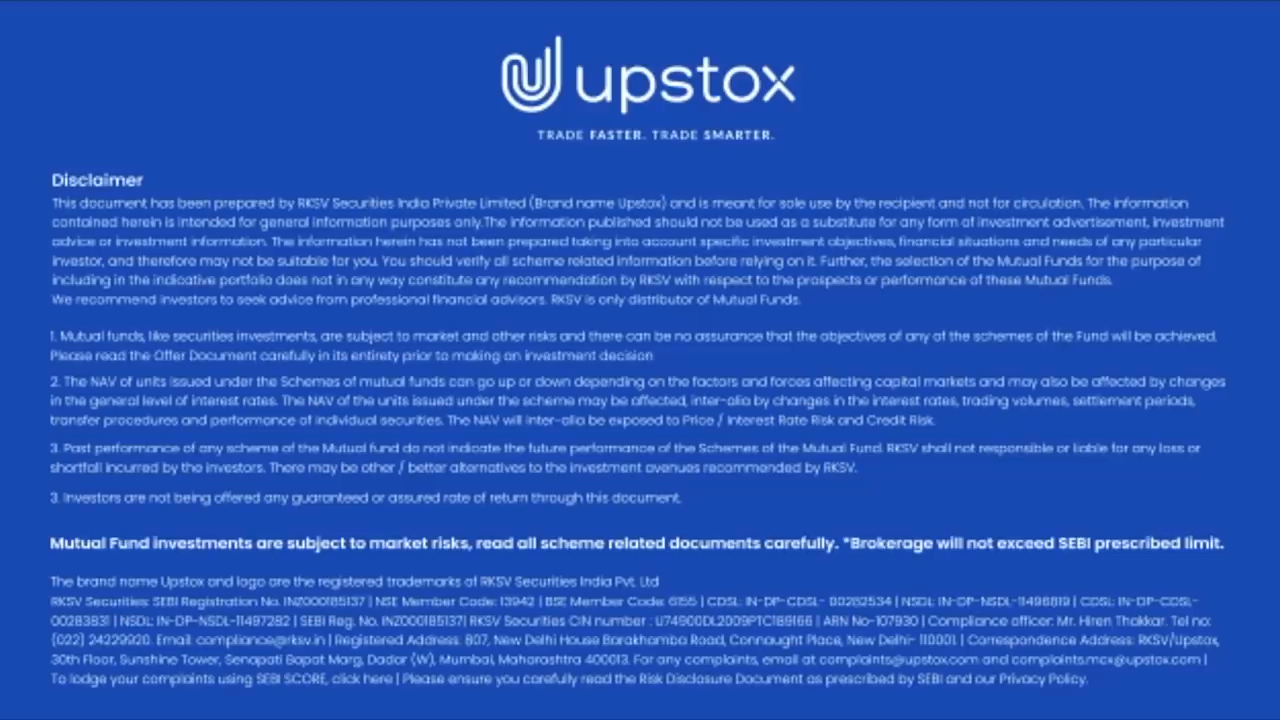 upstox
TRADE FASTER. TRADE SMARTER.
Disclaimer
This document has been prepared by RKSV Securities India Private Limited (Brand name Upstox) and is meant for sole use by the recipient and not for circulation. The information
contained herein is intended for general information purposes only.The information published should not be used as a substitute for any form of investment advertisement, investment
advice or investment information. The information herein has not been prepared taking into account specific investment objectives, financial situations and needs of any particular
investor, and therefore may not be suitable for you. You should verify all scheme related information before relying on it. Further, the selection of the Mutual Funds for the purpose of
including in the indicative portfolio does not in any way constitute any recommendation by RKSV with respect to the prospects or performance of these Mutual Funds.
We recommend investors to seek advice from professional financial advisors. RKSV is only distributor of Mutual Funds.
1. Mutual funds, like securities investments, are subject to market and other risks and there can be no assurance that the objectives of any of the schemes of the Fund will be achieved.
Please read the Offer Document carefully in its entirety prior to making an investment decision
2. The NAV of units issued under the Schemes of mutual funds can go up or down depending on the factors and forces affecting capital markets and may also be affected by changes
in the general level of interest rates. The NAV of the units issued under the scheme may be affected, inter-alia by changes in the interest rates, trading volumes, settlement periods,
transfer procedures and performance of individual securities. The NAV will inter-alia be exposed to Price / Interest Rate Risk and Credit Risk.
3. Past performance of any scheme of the Mutual fund do not indicate the future performance of the Schemes of the Mutual Fund. RKSV shall not responsible or liable for any loss or
shortfall incurred by the investors. There may be other / better alternatives to the investment avenues recommended by RKSV.
3. Investors are not being offered any guaranteed or assured rate of return through this document.
Mutual Fund investments are subject to market risks, read all scheme related documents carefully. *Brokerage will not exceed SEBI prescribed limit.
The brand name Upstox and logo are the registered trademarks of RKSV Securities India Pvt. Ltd
RKSV Securities: SEBI Registration No. INZ000185137 | NSE Member Code: 13942 | BSE Member Code: 6155 | CDSL: IN-DP-CDSL- 00282534 | NSDL: IN-DP-NSDL-11496819 | CDSL: IN-DP-CDSL-
00283831 | NSDL: IN-DP-NSDL-11497282 | SEBI Reg. No. INZ000185137| RKSV Securities CIN number : U74900DL2009PTC189166 | ARN No-107930 | Compliance officer: Mr. Hiren Thakkar. Tel no:
(022) 24229920. Email: compliance@rksv.in | Registered Address: 807, New Delhi House Barakhamba Road, Connaught Place, New Delhi- 110001. | Correspondence Address: RKSV/Upstox,
30th Floor, Sunshine Tower, Senapati Bapat Marg, Dadar (W), Mumbai, Maharashtra 400013. For any complaints, email at complaints@upstox.com and complaints.mcx@upstox.com |
To lodge your complaints using SEBI SCORE, click here | Please ensure you carefully read the Risk Disclosure Document as prescribed by SEBI and our Privacy Policy.